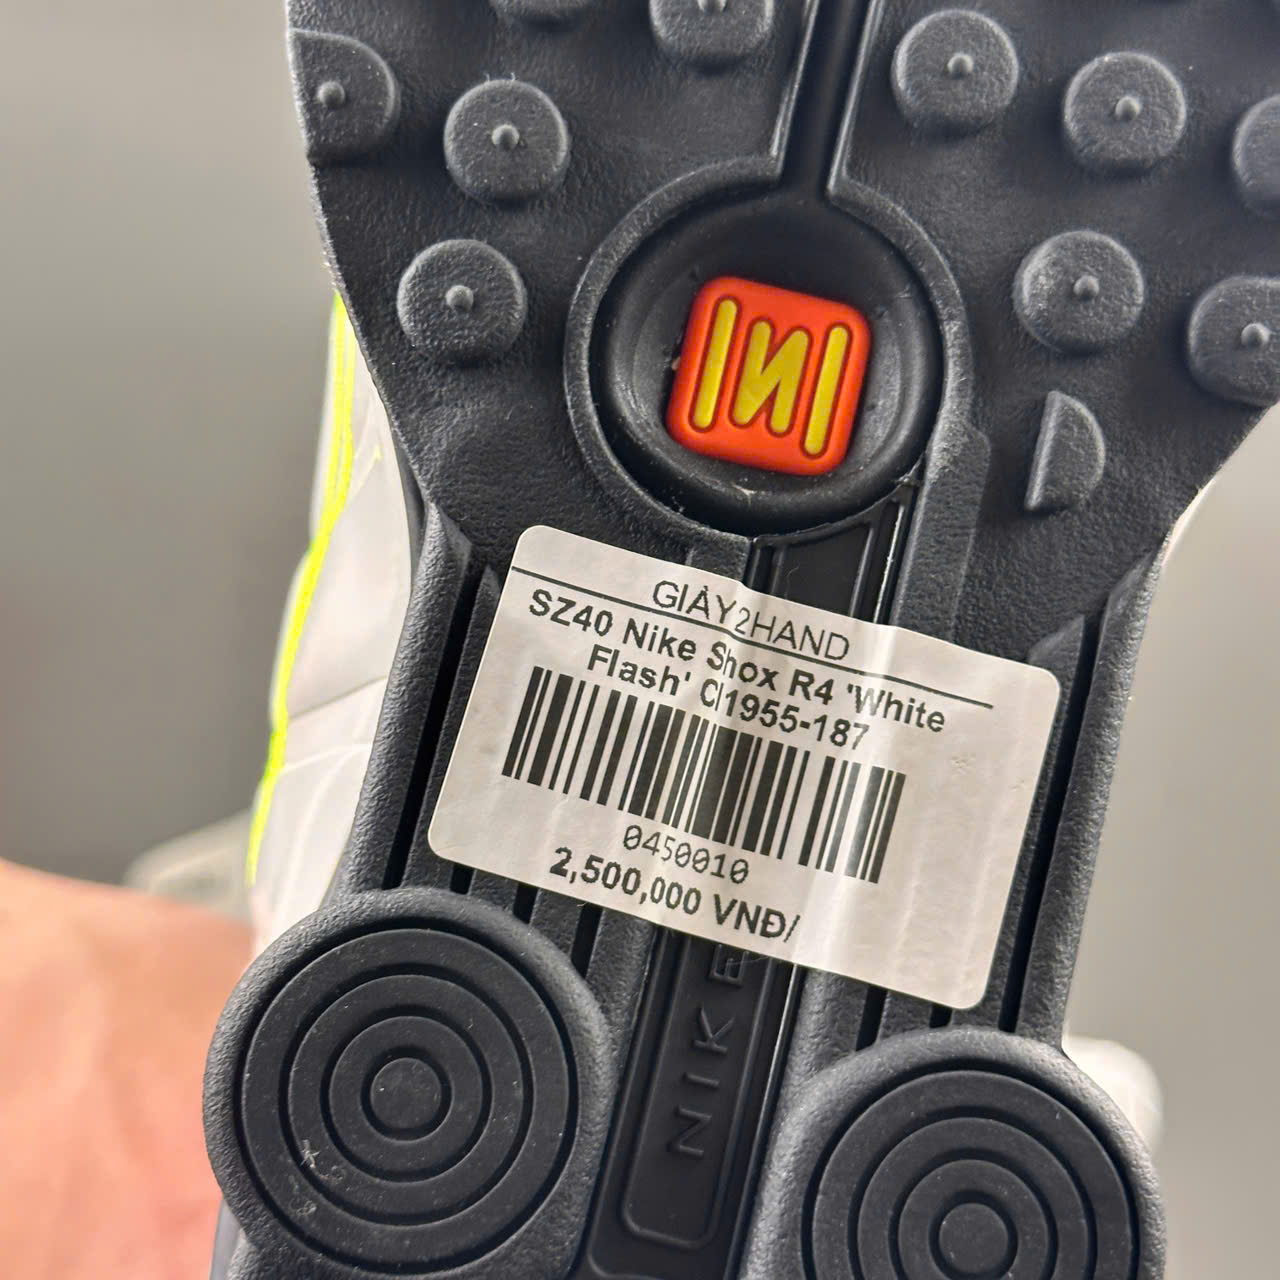 GIÀY2HAND
SZ40 Nike Shox R4 'White
Flash' CI1955-187
0450010
2,500,000 VNĐ/
NIKE